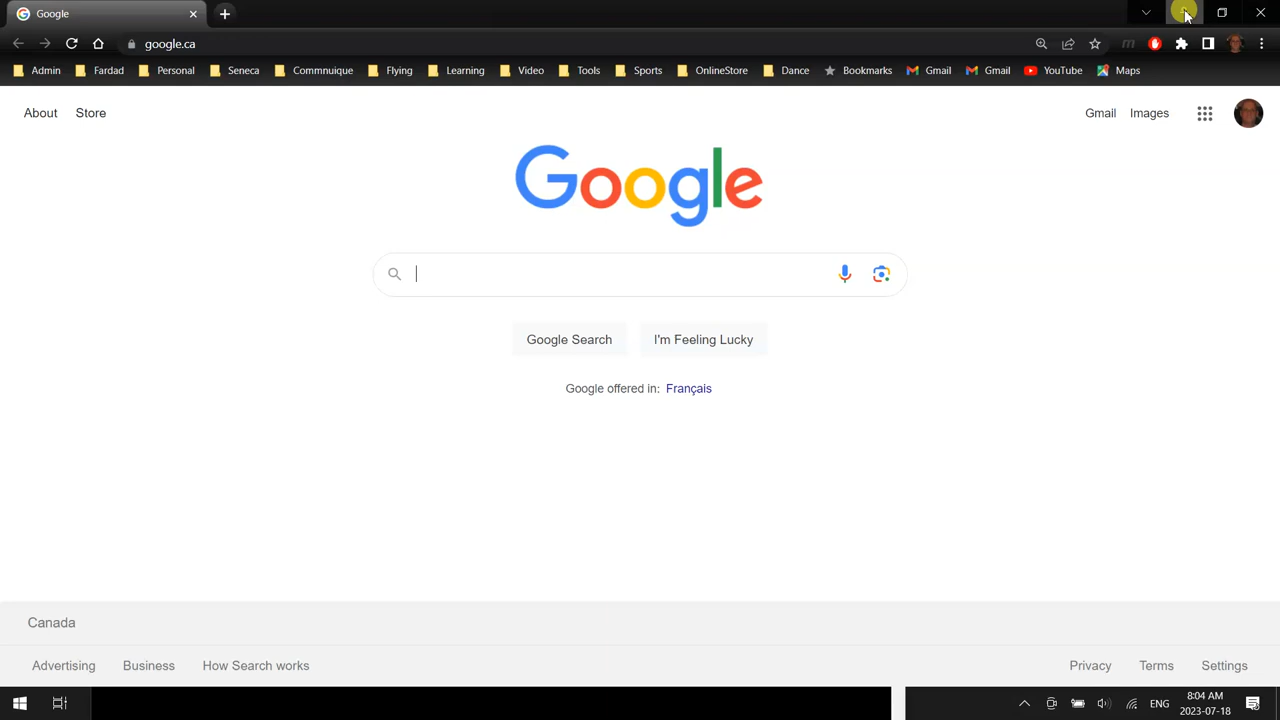 Google
google.ca
Admin Fardad Personal Seneca Commnuique Flying Learning Video Tools Sports OnlineStore Dance Bookmarks Gmail Gmail YouTube Maps
About Store Gmail Images
Google
Google Search I'm Feeling Lucky
Google offered in: Français
Canada
Advertising Business How Search works Privacy Terms Settings
8:04 AM
ENG
2023-07-18